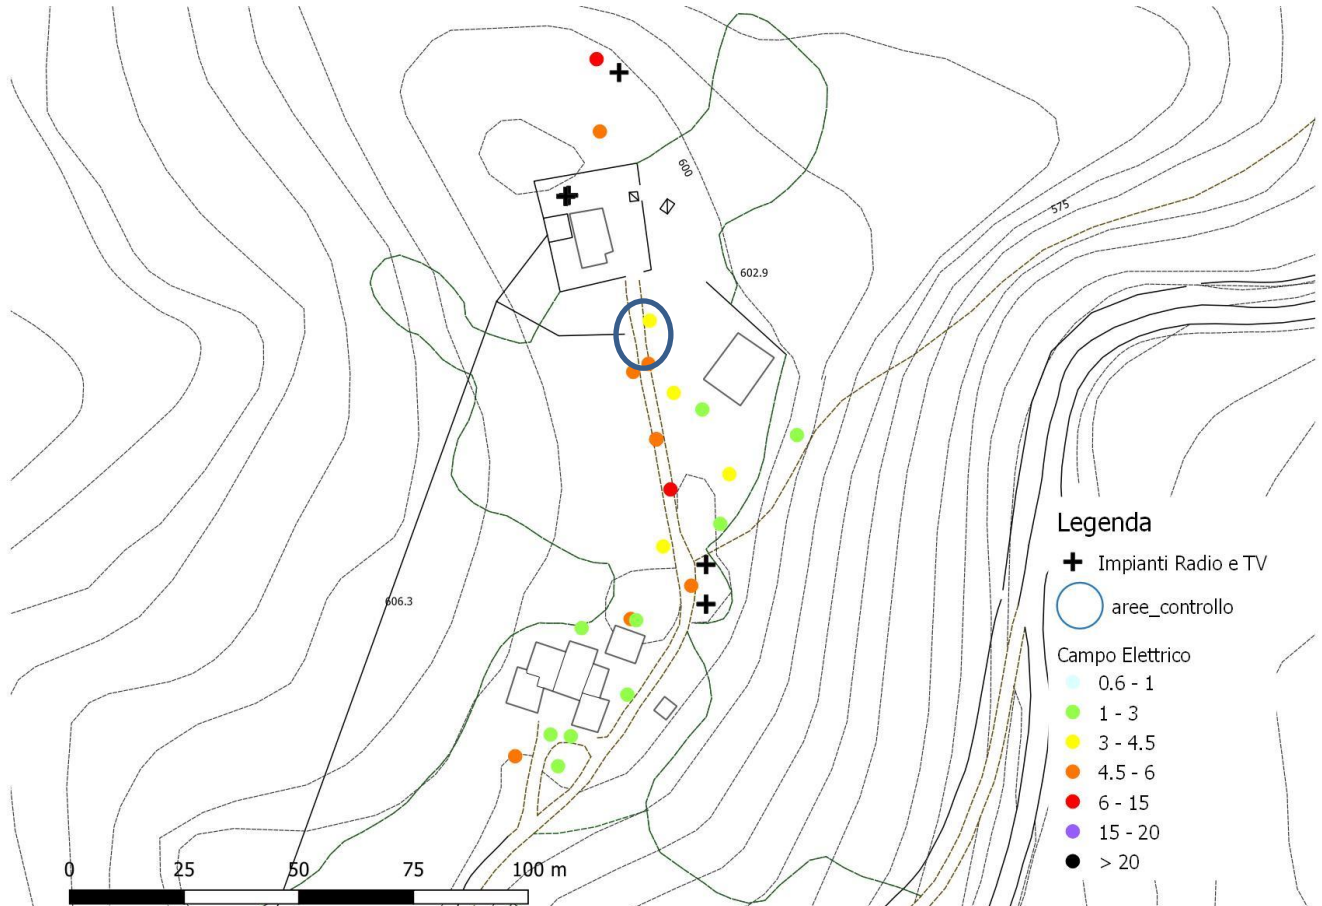 600
575
602.9
606.3
Legenda
Impianti Radio e TV
aree_controllo
Campo Elettrico
0.6 - 1
1 - 3
3 - 4.5
4.5 - 6
6 - 15
15 - 20
> 20
0 25 50 75 100 m